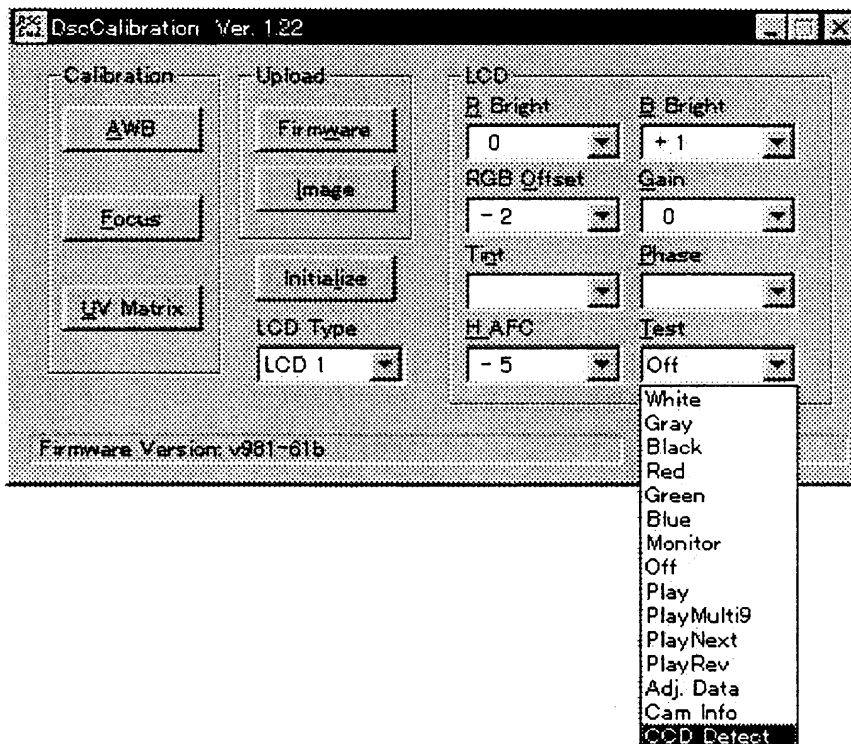 DscCalibration Ver. 1.22
Calibration
AWB
Focus
UV Matrix
Upload
Firmware
Image
Initialize
LCD Type
LCD 1
LCD
R Bright
0
B Bright
+ 1
RGB Offset
- 2
Gain
0
Tint
Phase
H AFC
- 5
Test
Off
White
Gray
Black
Red
Green
Blue
Monitor
Off
Play
PlayMulti9
PlayNext
PlayRev
Adj. Data
Cam Info
CCD Defect
Firmware Version: v981-61b